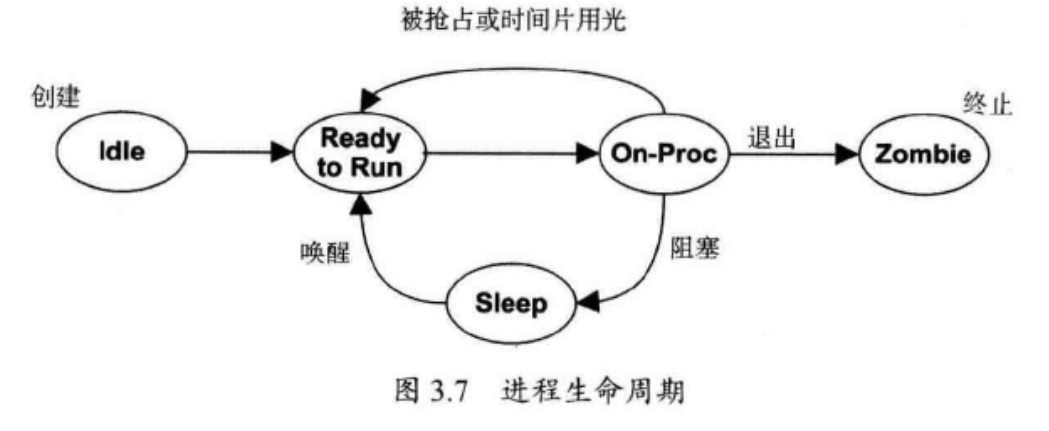 被抢占或时间片用光
创建
终止
Idle
Ready
to Run
On-Proc
退出
Zombie
唤醒
阻塞
Sleep
图 3.7 进程生命周期